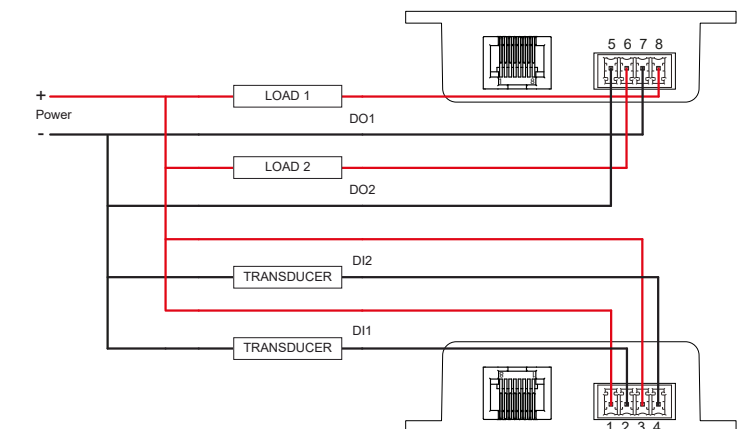 5 6 7 8
+
LOAD 1
Power
DO1
-
LOAD 2
DO2
DI2
TRANSDUCER
DI1
TRANSDUCER
1 2 3 4